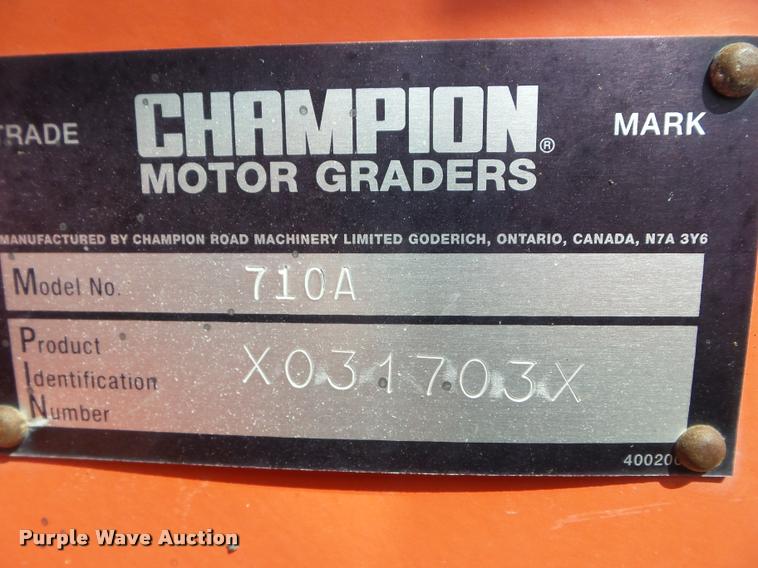 TRADE CHAMPION® MARK
MOTOR GRADERS
MANUFACTURED BY CHAMPION ROAD MACHINERY LIMITED GODERICH, ONTARIO, CANADA, N7A 3Y6
Model No. 710A
Product
Identification X031703X
Number
Purple Wave Auction